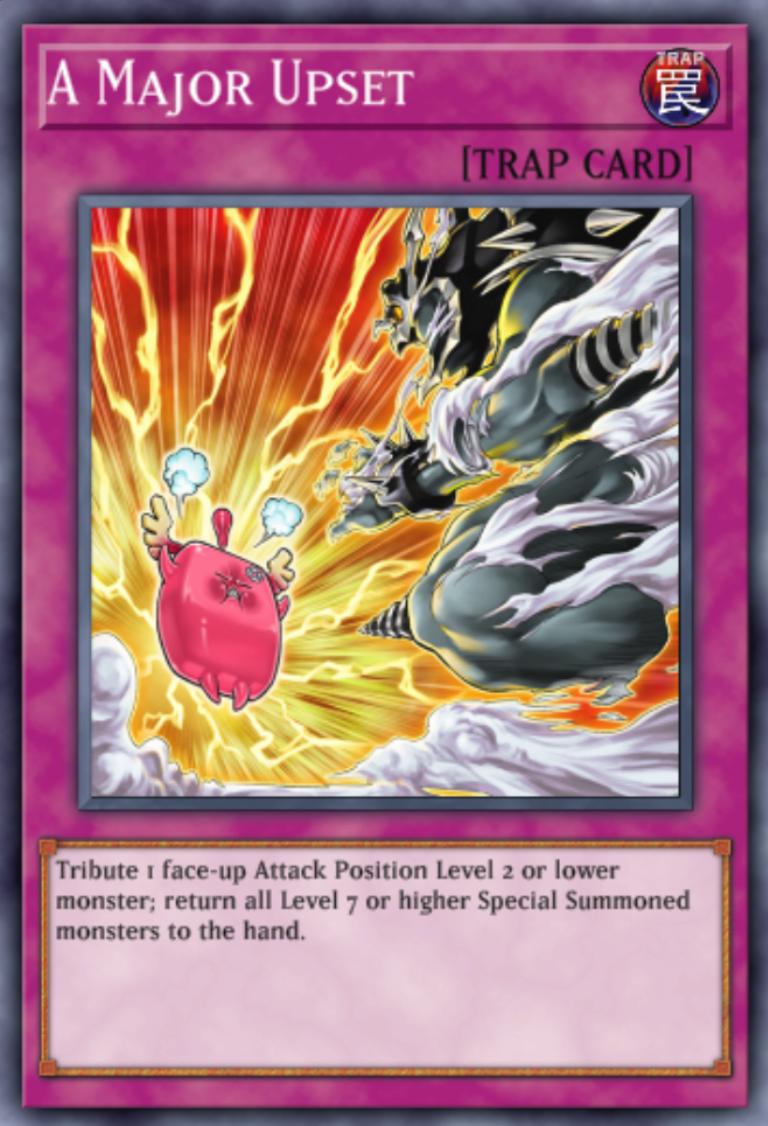 A Major Upset
TRAP
罠
[TRAP CARD]
Tribute 1 face-up Attack Position Level 2 or lower
monster; return all Level 7 or higher Special Summoned
monsters to the hand.